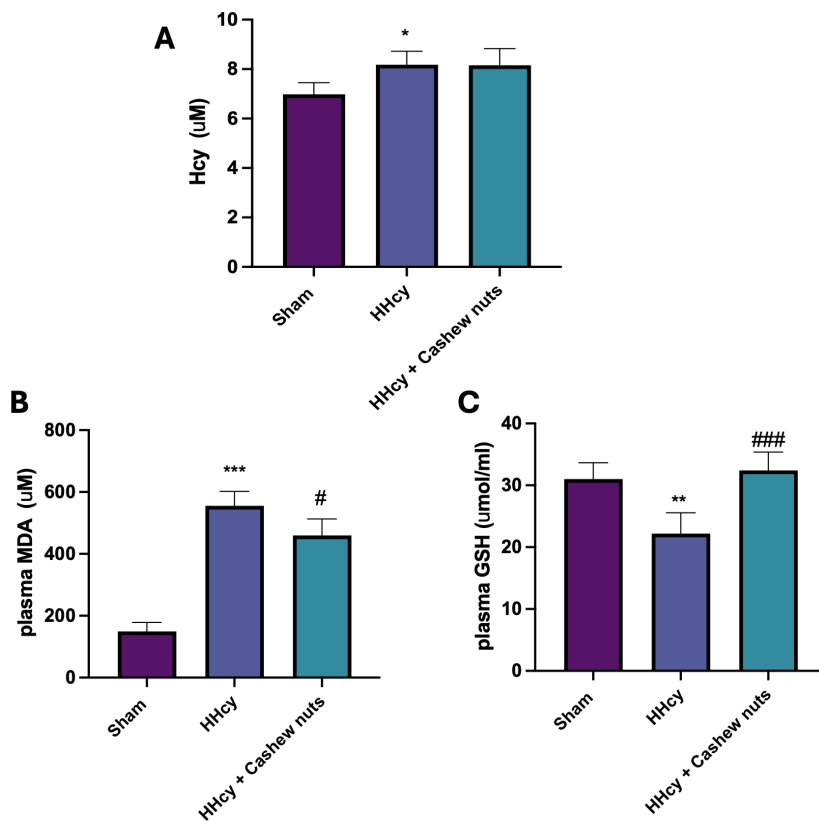 A
Hcy (uM)
10
8
6
4
2
0
*
Sham
HHcy
HHcy + Cashew nuts
B
plasma MDA (uM)
800
600
400
200
0
***
#
Sham
HHcy
HHcy + Cashew nuts
C
plasma GSH (umol/ml)
40
30
20
10
0
**
###
Sham
HHcy
HHcy + Cashew nuts